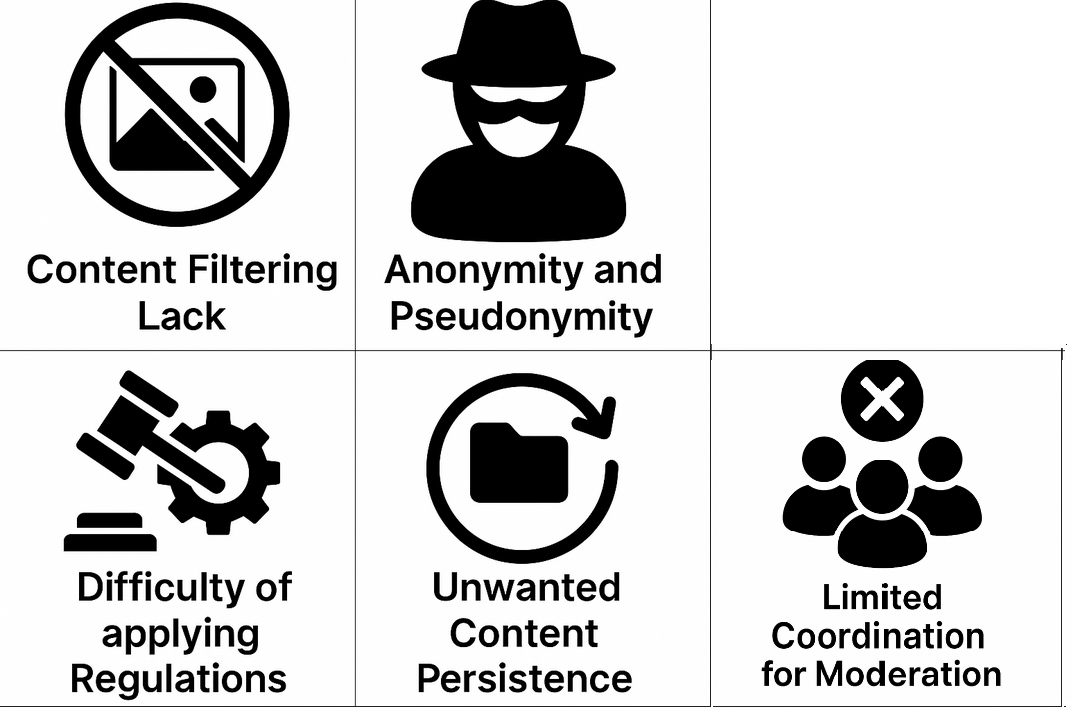 Content Filtering
Lack
Anonymity and
Pseudonymity
Difficulty of
applying
Regulations
Unwanted
Content
Persistence
Limited
Coordination
for Moderation